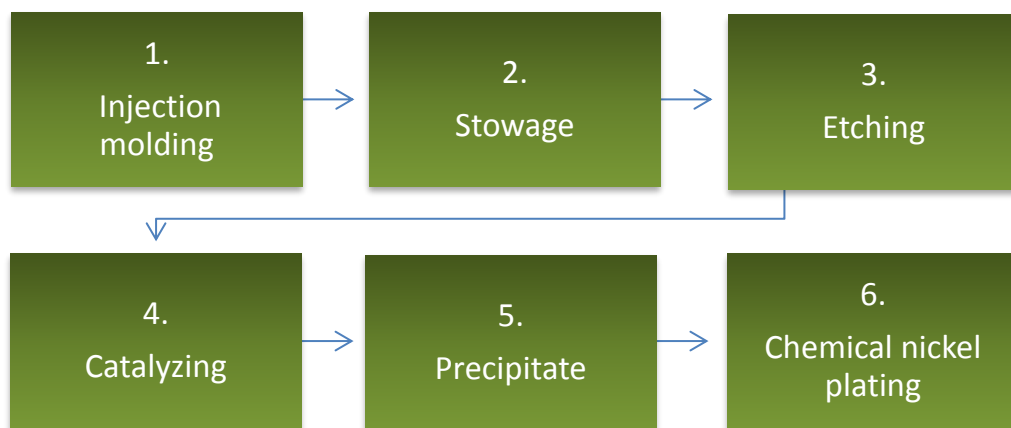 1.
Injection
molding
2.
Stowage
3.
Etching
4.
Catalyzing
5.
Precipitate
6.
Chemical nickel
plating